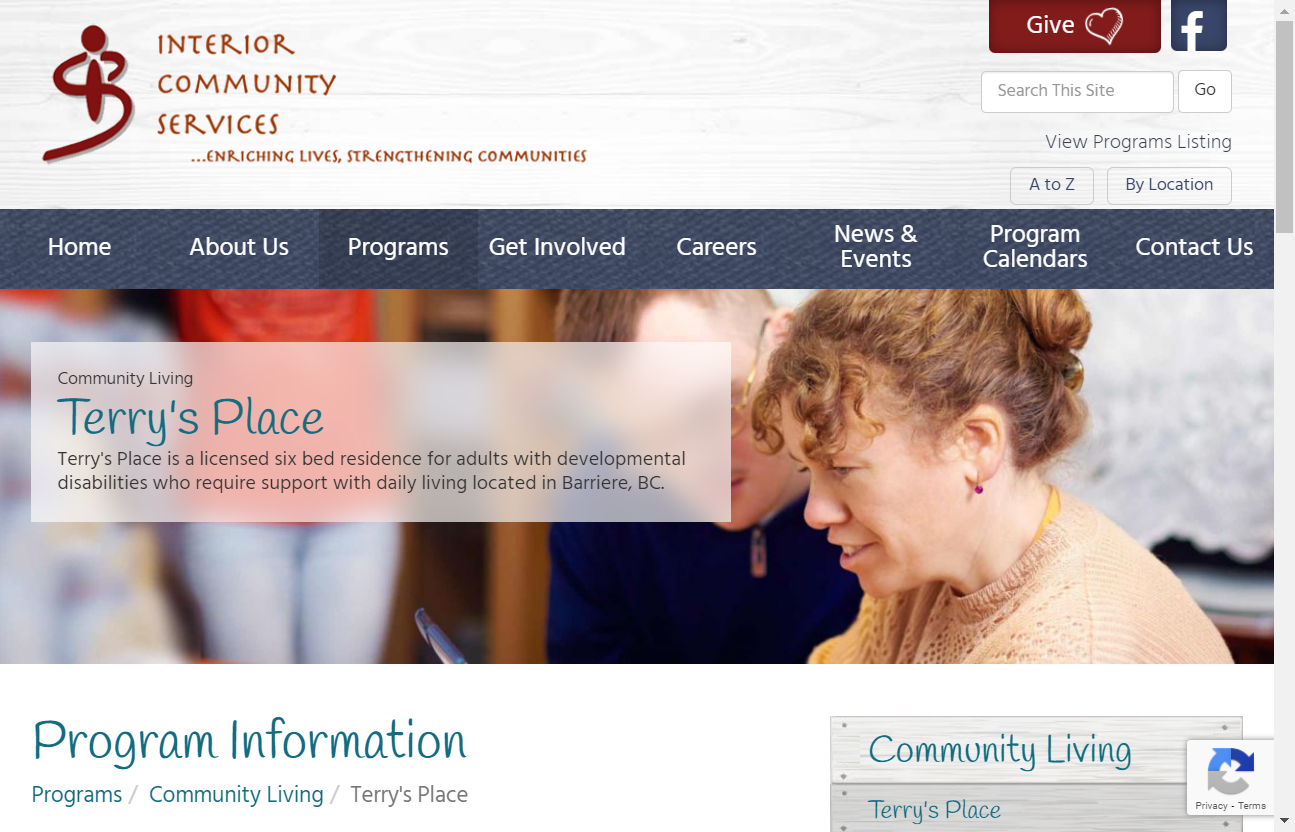 INTERIOR
COMMUNITY
SERVICES
...ENRICHING LIVES, STRENGTHENING COMMUNITIES
Give
Search This Site
Go
View Programs Listing
A to Z
By Location
Home
About Us
Programs
Get Involved
Careers
News &
Events
Program
Calendars
Contact Us
Community Living
Terry's Place
Terry's Place is a licensed six bed residence for adults with developmental
disabilities who require support with daily living located in Barriere, BC.
Program Information
Programs / Community Living / Terry's Place
Community Living
Terry's Place
Privacy - Terms